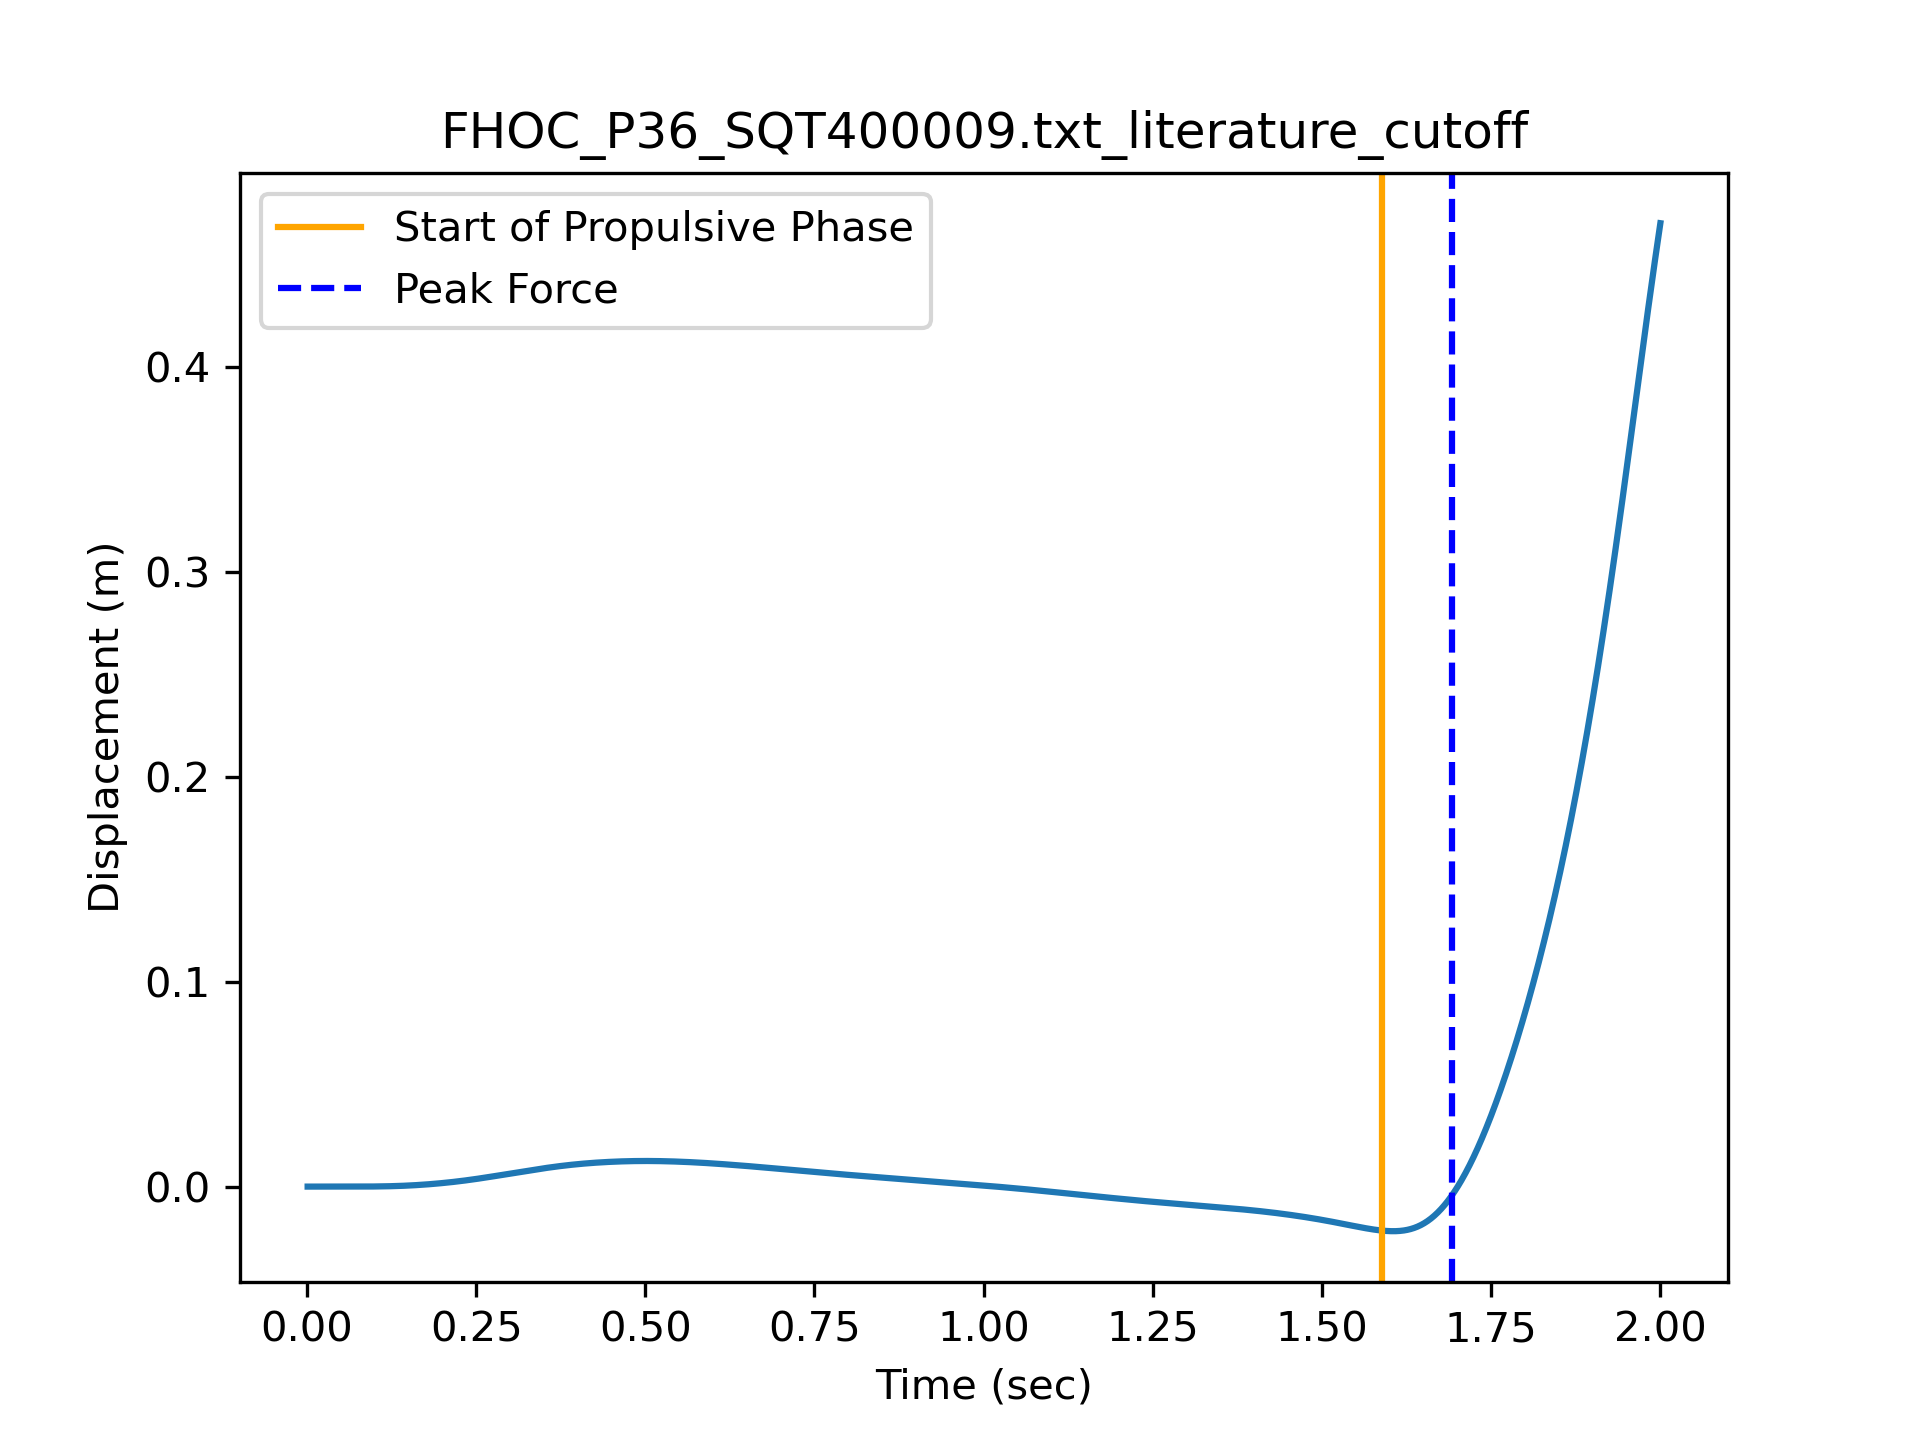 FHOC_P36_SQT400009.txt_literature_cutoff
Start of Propulsive Phase
Peak Force
Displacement (m)
0.4
0.3
0.2
0.1
0.0
0.00 0.25 0.50 0.75 1.00 1.25 1.50 1.75 2.00
Time (sec)